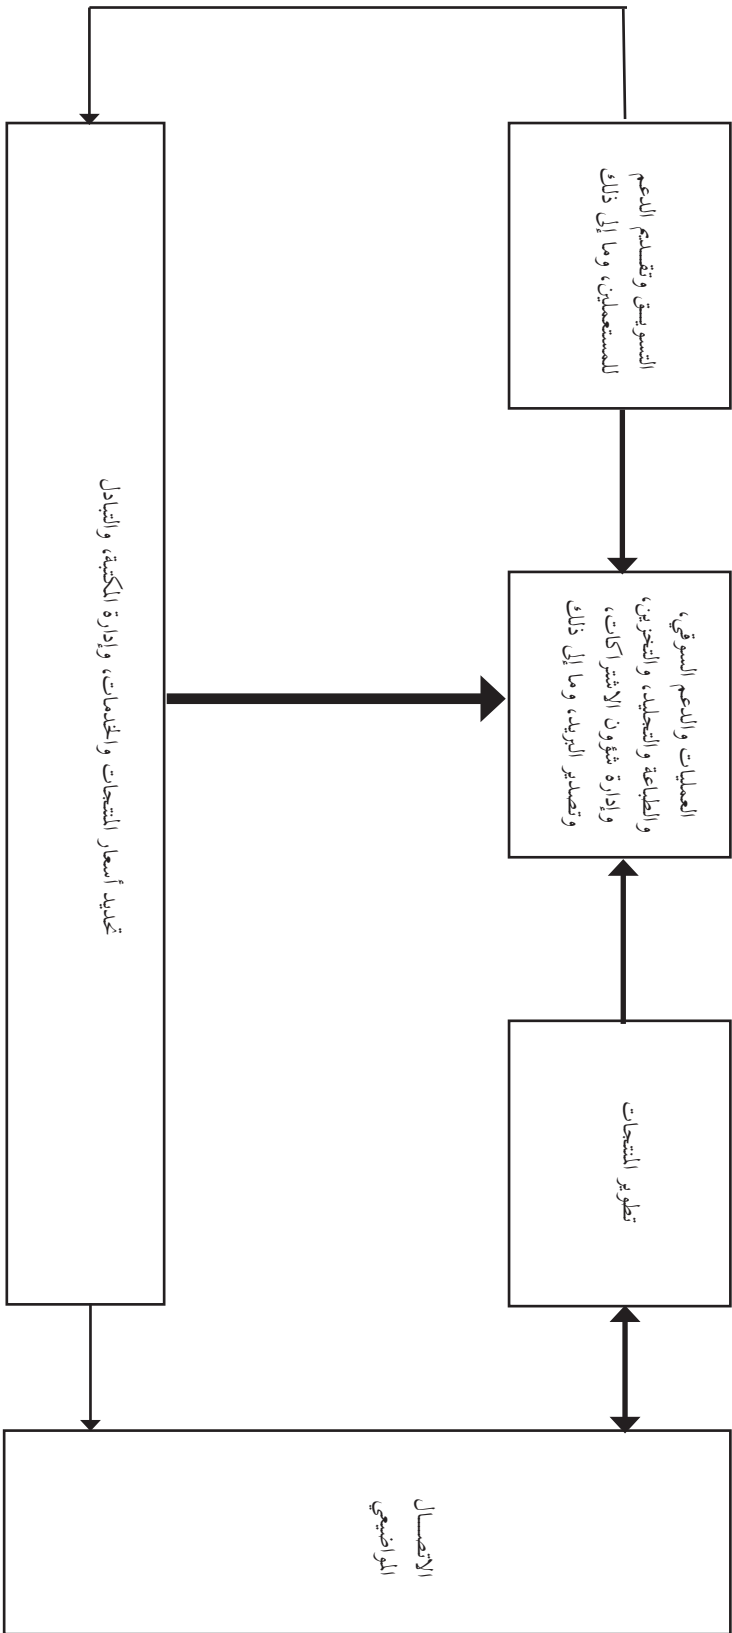 الاتصال
المواضيعي
تطوير المنتجات
العمليات والدعم السوقي،
والطباعة والتجليد، والتخزين،
وإدارة شؤون الاشتراكات،
وتصدير البريد، وما إلى ذلك
التسويق وتقديم الدعم
للمستعملين، وما إلى ذلك
تحديد أسعار المنتجات والخدمات، وإدارة المكتبة، والتبادل